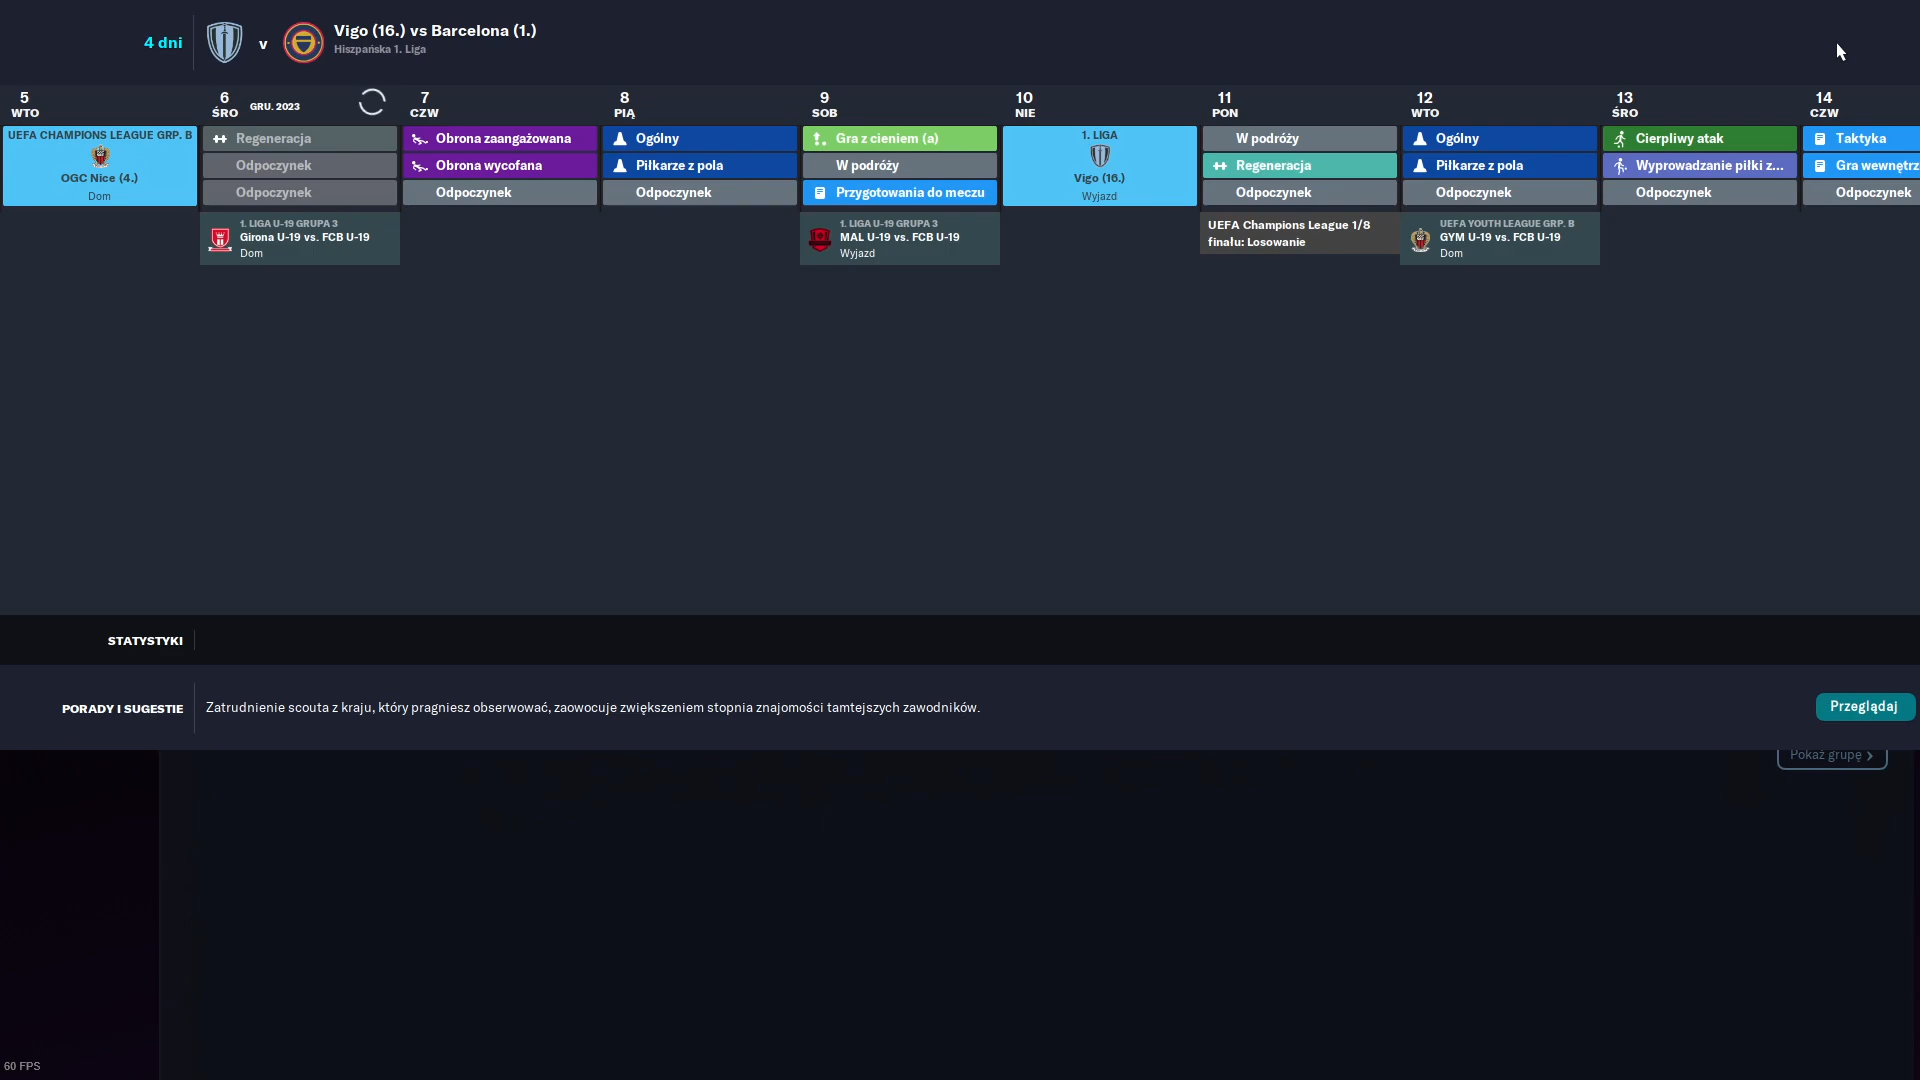 4 dni
v
Vigo (16.) vs Barcelona (1.)
Hiszpańska 1. Liga
5
WTO
6
ŚRO
GRU. 2023
7
CZW
8
PIĄ
9
SOB
10
NIE
11
PON
12
WTO
13
ŚRO
14
CZW
UEFA CHAMPIONS LEAGUE GRP. B
OGC Nice (4.)
Dom
Regeneracja
Odpoczynek
Odpoczynek
1. LIGA U-19 GRUPA 3
Girona U-19 vs. FCB U-19
Dom
Obrona zaangażowana
Obrona wycofana
Odpoczynek
Ogólny
Piłkarze z pola
Odpoczynek
Gra z cieniem (a)
W podróży
Przygotowania do meczu
1. LIGA U-19 GRUPA 3
MAL U-19 vs. FCB U-19
Wyjazd
1. LIGA
Vigo (16.)
Wyjazd
W podróży
Regeneracja
Odpoczynek
UEFA Champions League 1/8
finału: Losowanie
Ogólny
Piłkarze z pola
Odpoczynek
UEFA YOUTH LEAGUE GRP. B
GYM U-19 vs. FCB U-19
Dom
Cierpliwy atak
Wyprowadzanie piłki z...
Odpoczynek
Taktyka
Gra wewnętrz
Odpoczynek
STATYSTYKI
PORADY I SUGESTIE
Zatrudnienie scouta z kraju, który pragniesz obserwować, zaowocuje zwiększeniem stopnia znajomości tamtejszych zawodników.
Przeglądaj
Pokaż grupę
60 FPS